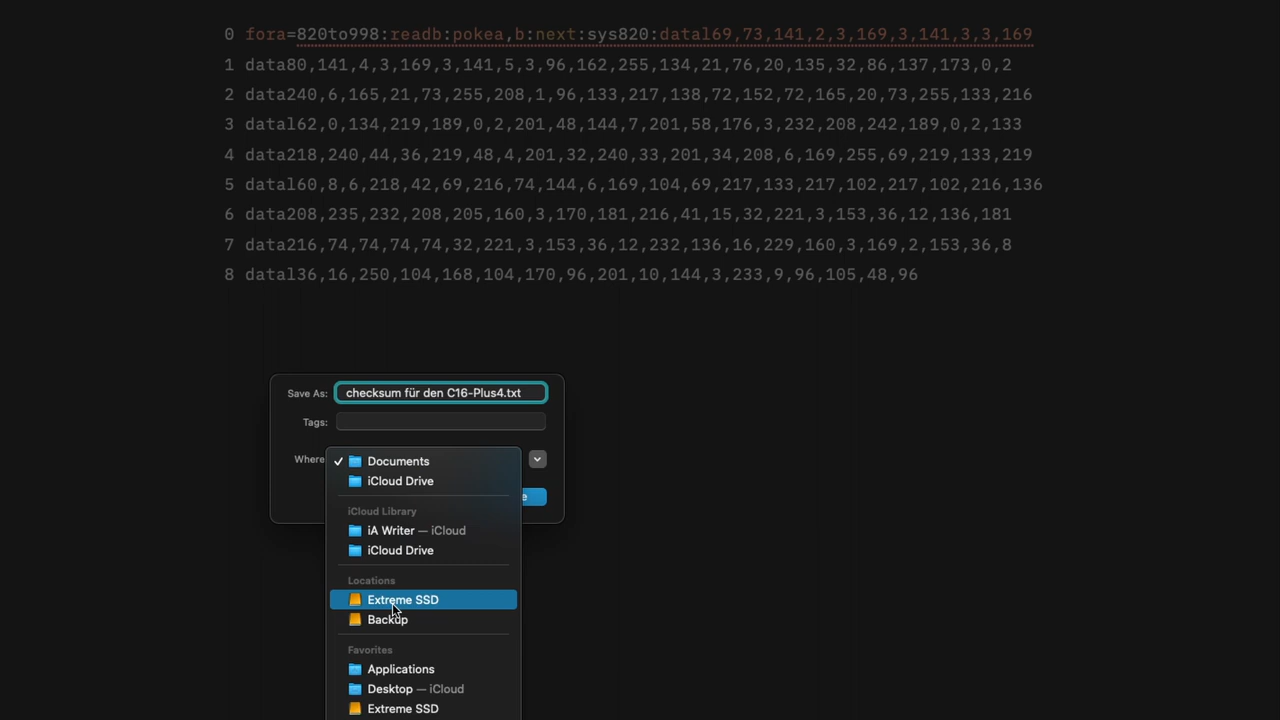 0 fora=820to998:readb:pokea,b:next:sys820:datal69,73,141,2,3,169,3,141,3,3,169
1 data80,141,4,3,169,3,141,5,3,96,162,255,134,21,76,20,135,32,86,137,173,0,2
2 data240,6,165,21,73,255,208,1,96,133,217,138,72,152,72,165,20,73,255,133,216
3 datal62,0,134,219,189,0,2,201,48,144,7,201,58,176,3,232,208,242,189,0,2,133
4 data218,240,44,36,219,48,4,201,32,240,33,201,34,208,6,169,255,69,219,133,219
5 datal60,8,6,218,42,69,216,74,144,6,169,104,69,217,133,217,102,217,102,216,136
6 data208,235,232,208,205,160,3,170,181,216,41,15,32,221,3,153,36,12,136,181
7 data216,74,74,74,74,32,221,3,153,36,12,232,136,16,229,160,3,169,2,153,36,8
8 datal36,16,250,104,168,104,170,96,201,10,144,3,233,9,96,105,48,96
Save As: checksum für den C16-Plus4.txt
Tags:
Where
✓ Documents
iCloud Drive
e
iCloud Library
iA Writer — iCloud
iCloud Drive
Locations
Extreme SSD
Backup
Favorites
Applications
Desktop — iCloud
Extreme SSD